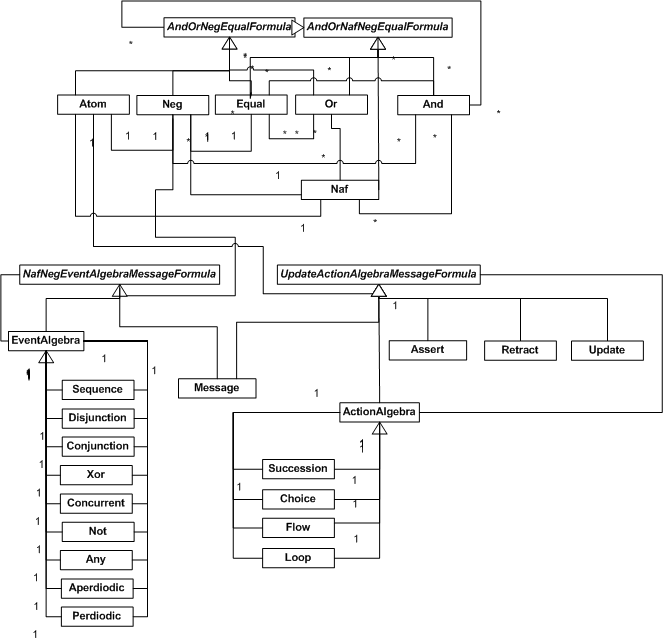 AndOrNegEqualFormula AndOrNafNegEqualFormula
* * * * * *
Atom Neg Equal Or And
* *
1 1 1 * 1 1 * * * * *
* 
1 Naf
1 *
NafNegEventAlgebraMessageFormula UpdateActionAlgebraMessageFormula
1
EventAlgebra
Assert Retract Update
1 1
1 Sequence Message 1
Disjunction ActionAlgebra
1 Conjunction 1
1 Xor Succession 1
1 Concurrent 1 Choice 1
1 Not Flow
1 Any Loop 1
1 Aperdiodic
1 Perdiodic
1